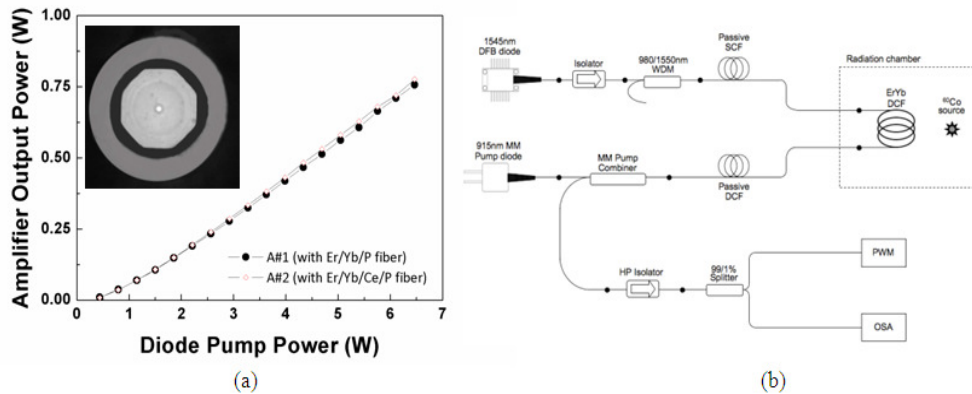 1.00
0.75
0.50
0.25
0.00
Amplifier Output Power (W)
A#1 (with Er/Yb/P fiber)
A#2 (with Er/Yb/Ce/P fiber)
0 1 2 3 4 5 6 7
Diode Pump Power (W)
(a)
1545nm
DFB diode
Isolator
980/1550nm
WDM
Passive
SCF
Radiation chamber
ErYb
DCF
60Co
source
915nm MM
Pump diode
MM Pump
Combiner
Passive
DCF
HP Isolator
99/1%
Splitter
PWM
OSA
(b)